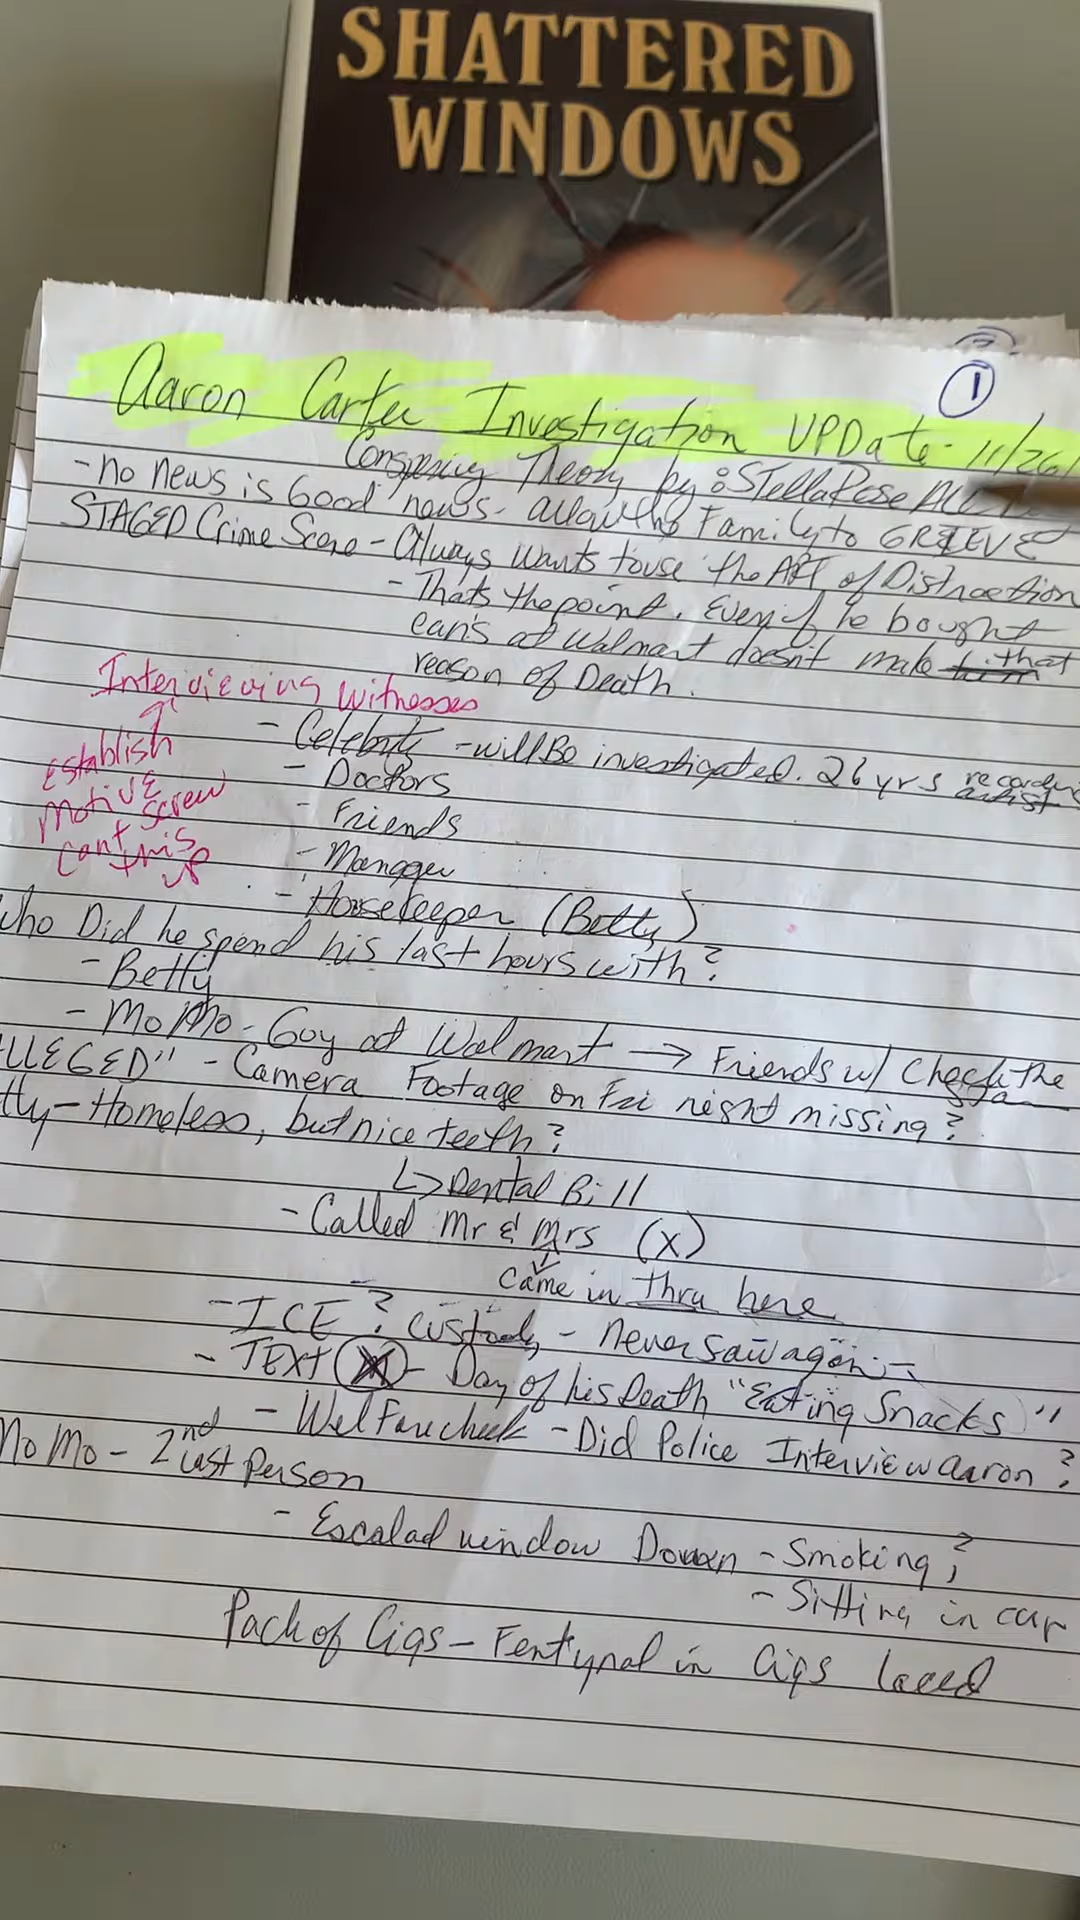 SHATTERED
WINDOWS
1
Aaron Carter Investigation UPDate - 11/26/
Conspiricy Theory by: STellaRose
- no news is Good news. allow the Family to GRIEVE
STAGED Crime Scene - Always wants to use the ART of Distraction
- Thats the point. Even if he bought
can's at Walmart doesn't make that
reason of Death.
Interviewing witnesses
Establish
Motive screw
Cant this
up
- Celebrity - will Be investigated. 26 yrs recording artist
- Doctors
- Friends
- Manager
- Housekeeper (Betty)
who Did he spend his last hours with?
- Betty
- MoMo - Guy at Walmart → Friends w/ Check the
LLEGED" - Camera Footage on Fri night missing?
tty - Homeless, but nice teeth?
↳ Dental Bill
- Called Mr & Mrs (X)
Came in thru here
- ICE? Custody - never saw again -
- TEXT - Day of his Death "Eating Snacks"
- Welfare check - Did Police Interview aaron?
MoMo - 2nd Last Person
- Escalad window Down - Smoking?
- Sitting in car
Pack of Cigs - Fentynal in Cigs laced